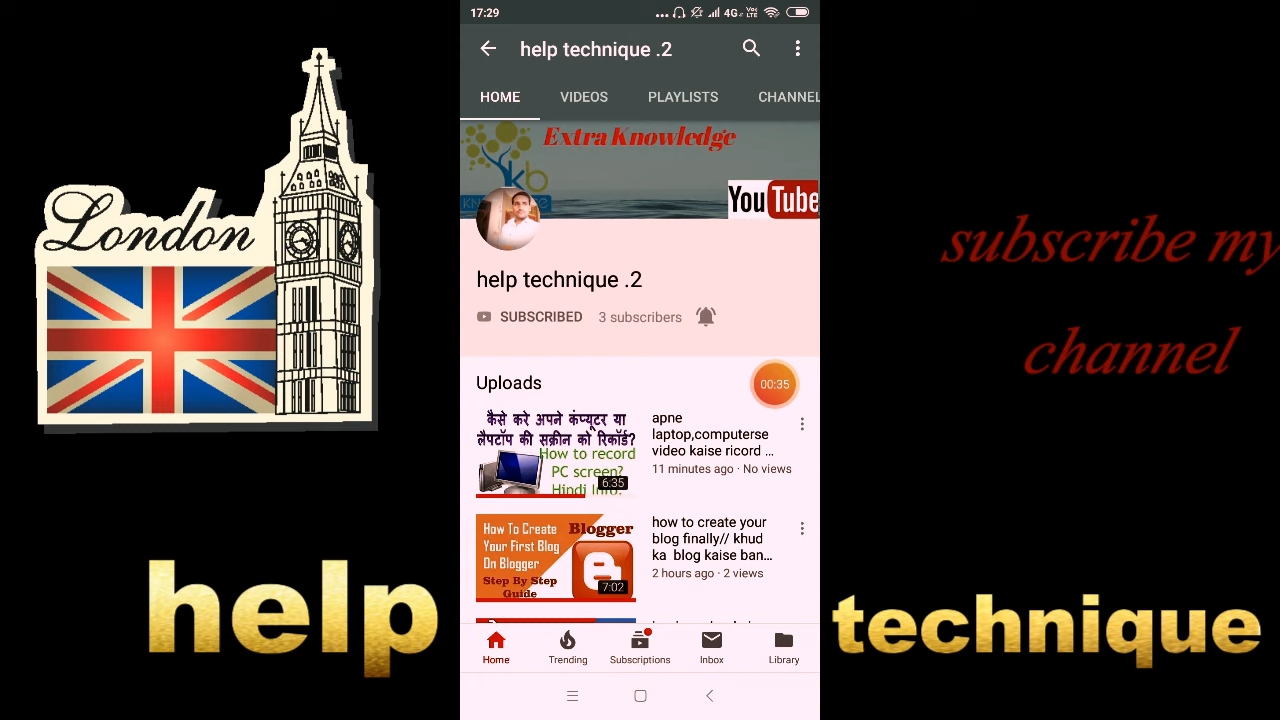 London
17:29
4G
Vo
LTE
help technique .2
HOME VIDEOS PLAYLISTS CHANNEL
Extra Knowledge
kb
YouTube
help technique .2
SUBSCRIBED 3 subscribers
Uploads
00:35
कैसे करे अपने कंप्यूटर या
लैपटॉप की सक्रीन को रिकॉर्ड?
How to record
PC screen?
Hindi Info.
6:35
apne
laptop,computerse
video kaise ricord ...
11 minutes ago · No views
How To Create
Your First Blog
On Blogger
Step By Step
Guide
Blogger
7:02
how to create your
blog finally// khud
ka blog kaise ban...
2 hours ago · 2 views
Home Trending Subscriptions Inbox Library
subscribe my
channel
help technique